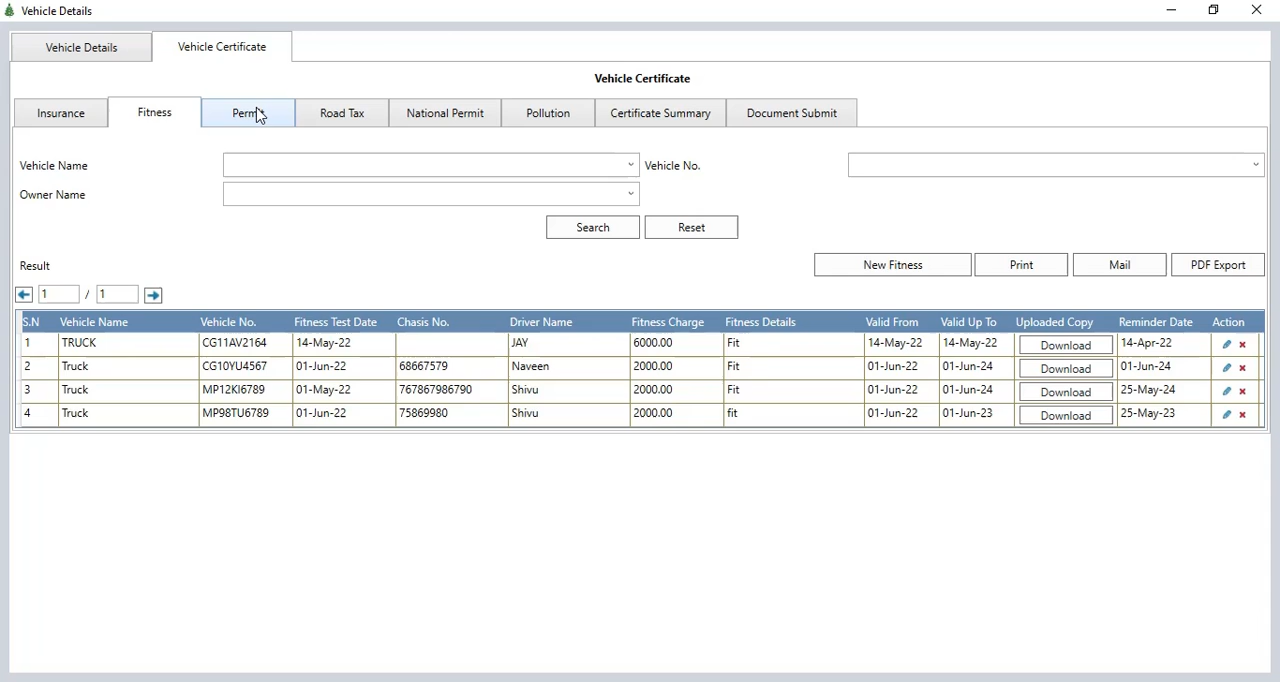 Vehicle Details
Vehicle Details Vehicle Certificate
Vehicle Certificate
Insurance Fitness Permit Road Tax National Permit Pollution Certificate Summary Document Submit
Vehicle Name Vehicle No.
Owner Name
Search Reset
Result New Fitness Print Mail PDF Export
1 / 1
S.N Vehicle Name Vehicle No. Fitness Test Date Chasis No. Driver Name Fitness Charge Fitness Details Valid From Valid Up To Uploaded Copy Reminder Date Action
1 TRUCK CG11AV2164 14-May-22 JAY 6000.00 Fit 14-May-22 14-May-22 Download 14-Apr-22
2 Truck CG10YU4567 01-Jun-22 68667579 Naveen 2000.00 Fit 01-Jun-22 01-Jun-24 Download 01-Jun-24
3 Truck MP12KI6789 01-May-22 767867986790 Shivu 2000.00 Fit 01-Jun-22 01-Jun-24 Download 25-May-24
4 Truck MP98TU6789 01-Jun-22 75869980 Shivu 2000.00 fit 01-Jun-22 01-Jun-23 Download 25-May-23